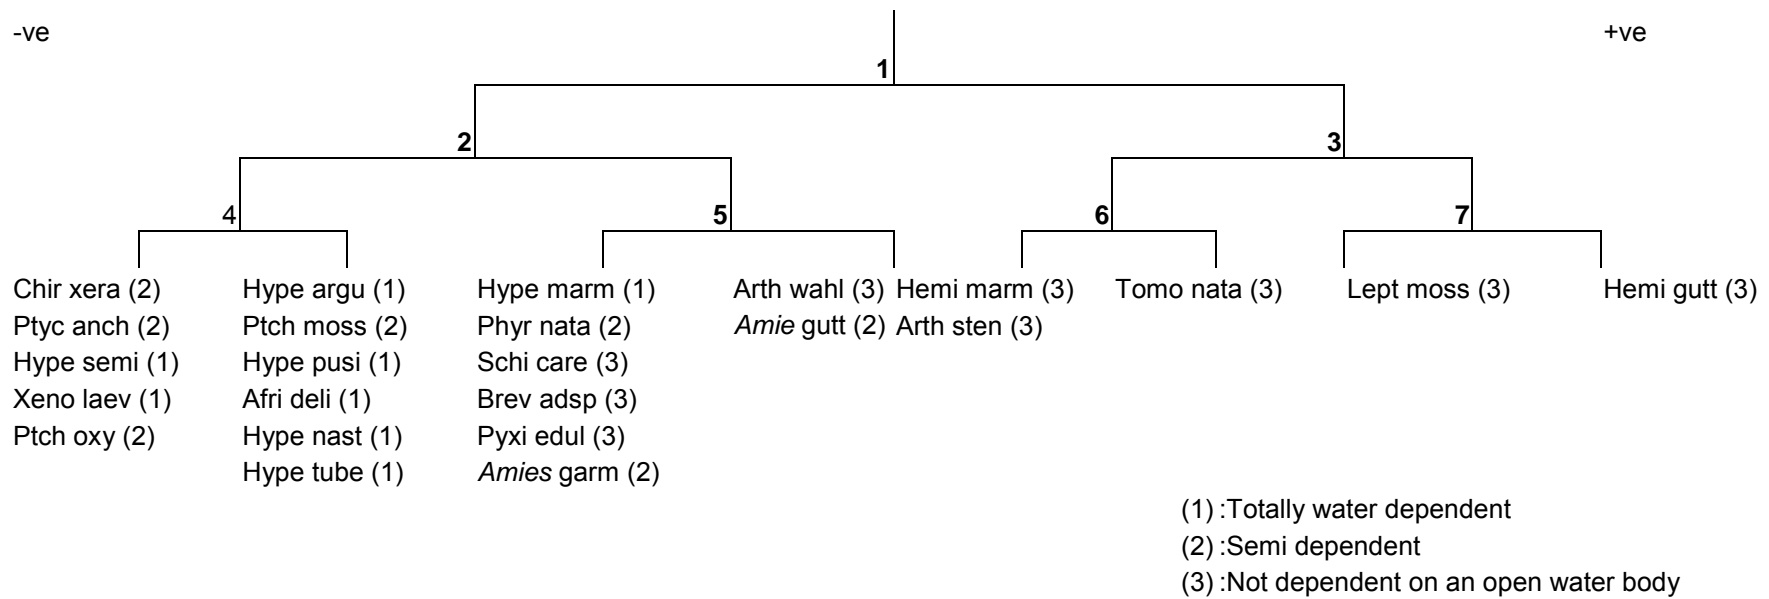 -ve +ve
1
2 3
4 5 6 7
Chir xera (2) Hype argu (1) Hype marm (1) Arth wahl (3) Hemi marm (3) Tomo nata (3) Lept moss (3) Hemi gutt (3)
Ptyc anch (2) Ptch moss (2) Phyr nata (2) Amie gutt (2) Arth sten (3)
Hype semi (1) Hype pusi (1) Schi care (3)
Xeno laev (1) Afri deli (1) Brev adsp (3)
Ptch oxy (2) Hype nast (1) Pyxi edul (3)
Hype tube (1) Amies garm (2)
(1) :Totally water dependent
(2) :Semi dependent
(3) :Not dependent on an open water body